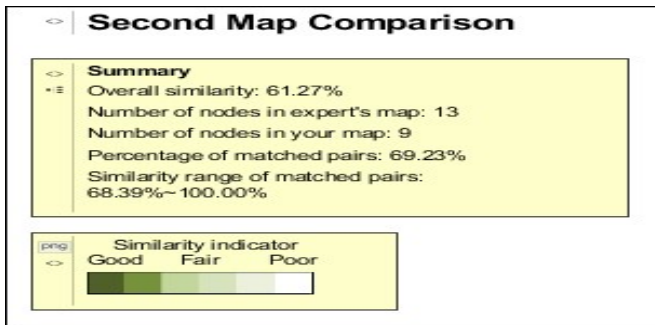 <> Second Map Comparison
<> Summary
Overall similarity: 61.27%
Number of nodes in expert's map: 13
Number of nodes in your map: 9
Percentage of matched pairs: 69.23%
Similarity range of matched pairs:
68.39%~100.00%
png Similarity indicator
<> Good Fair Poor